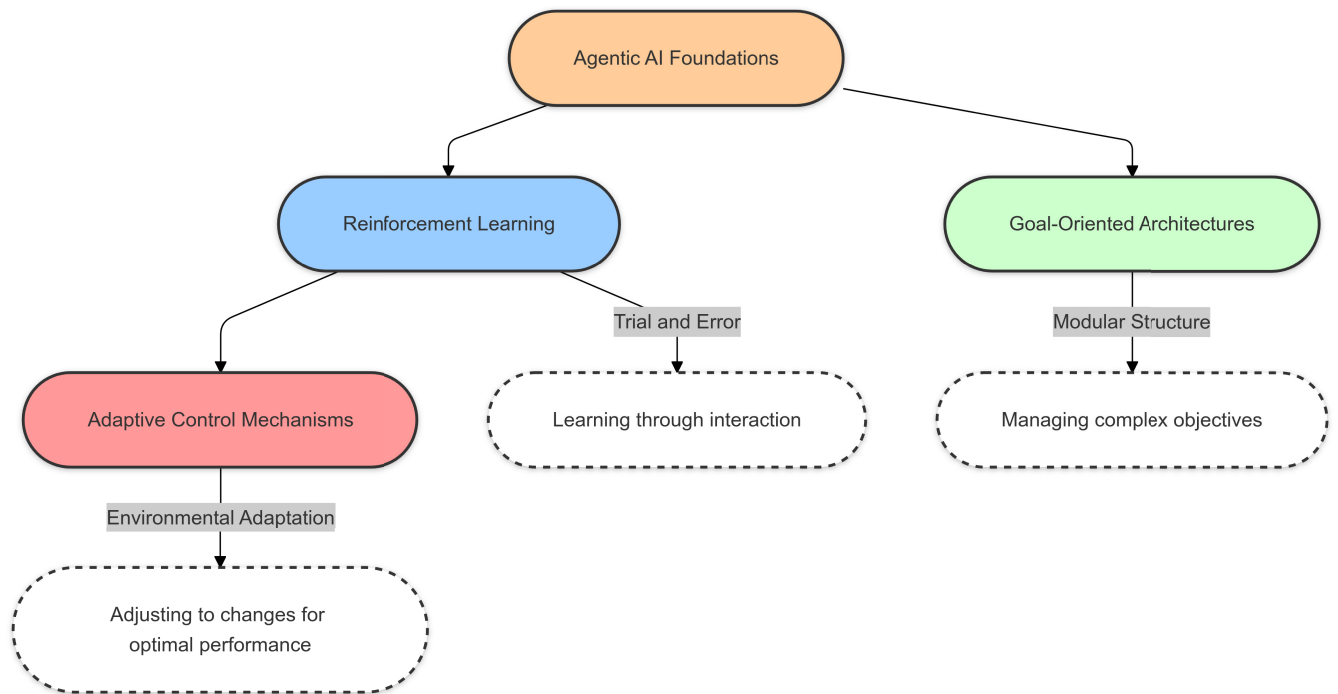 Agentic AI Foundations
Reinforcement Learning
Goal-Oriented Architectures
Trial and Error
Modular Structure
Adaptive Control Mechanisms
Learning through interaction
Managing complex objectives
Environmental Adaptation
Adjusting to changes for
optimal performance